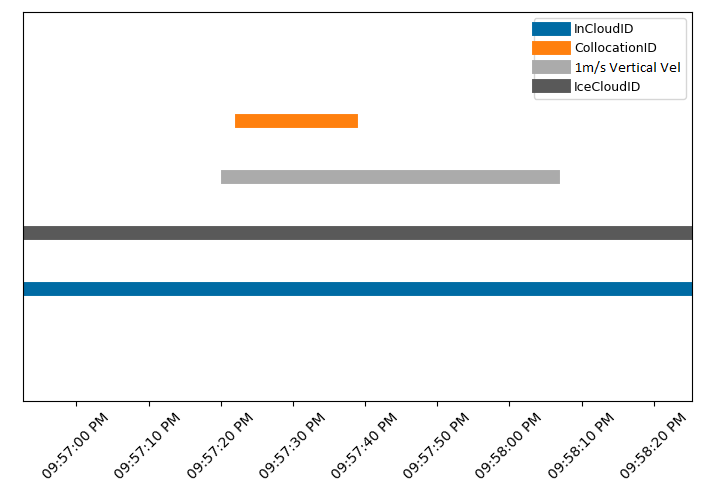 InCloudID
CollocationID
1m/s Vertical Vel
IceCloudID
09:57:00 PM
09:57:10 PM
09:57:20 PM
09:57:30 PM
09:57:40 PM
09:57:50 PM
09:58:00 PM
09:58:10 PM
09:58:20 PM